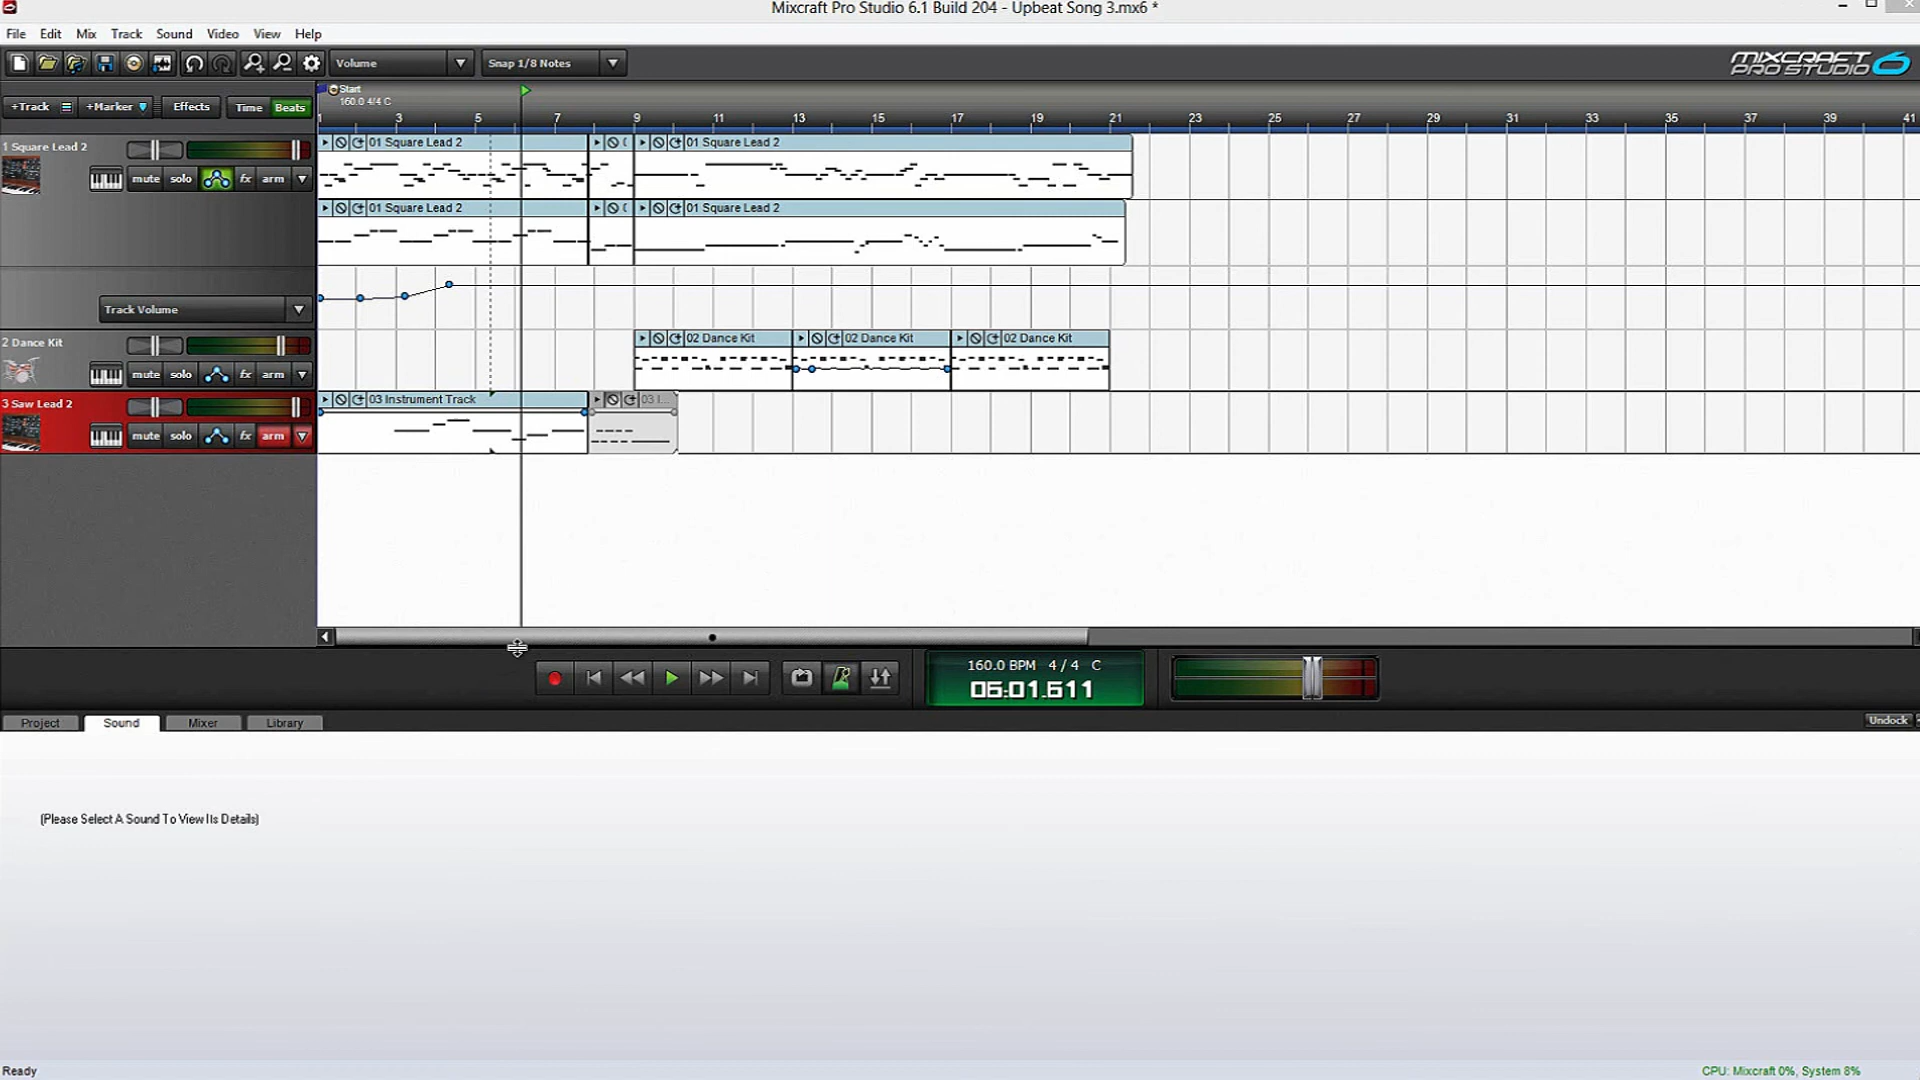 Mixcraft Pro Studio 6.1 Build 204 - Upbeat Song 3.mx6 *
File Edit Mix Track Sound Video View Help
Volume Snap 1/8 Notes
MIXCRAFT PRO STUDIO 6
+Track +Marker Effects Time Beats
Start
160.0 4/4 C
1 3 5 7 9 11 13 15 17 19 21 23 25 27 29 31 33 35 37 39 41
1 Square Lead 2
mute solo fx arm
01 Square Lead 2 01 Square Lead 2
01 Square Lead 2 01 Square Lead 2
Track Volume
2 Dance Kit
mute solo fx arm
02 Dance Kit 02 Dance Kit 02 Dance Kit
3 Saw Lead 2
mute solo fx arm
03 Instrument Track 03 I...
160.0 BPM 4 / 4 C
06:01.611
Project Sound Mixer Library Undock
(Please Select A Sound To View Its Details)
Ready
CPU: Mixcraft 0%, System 8%